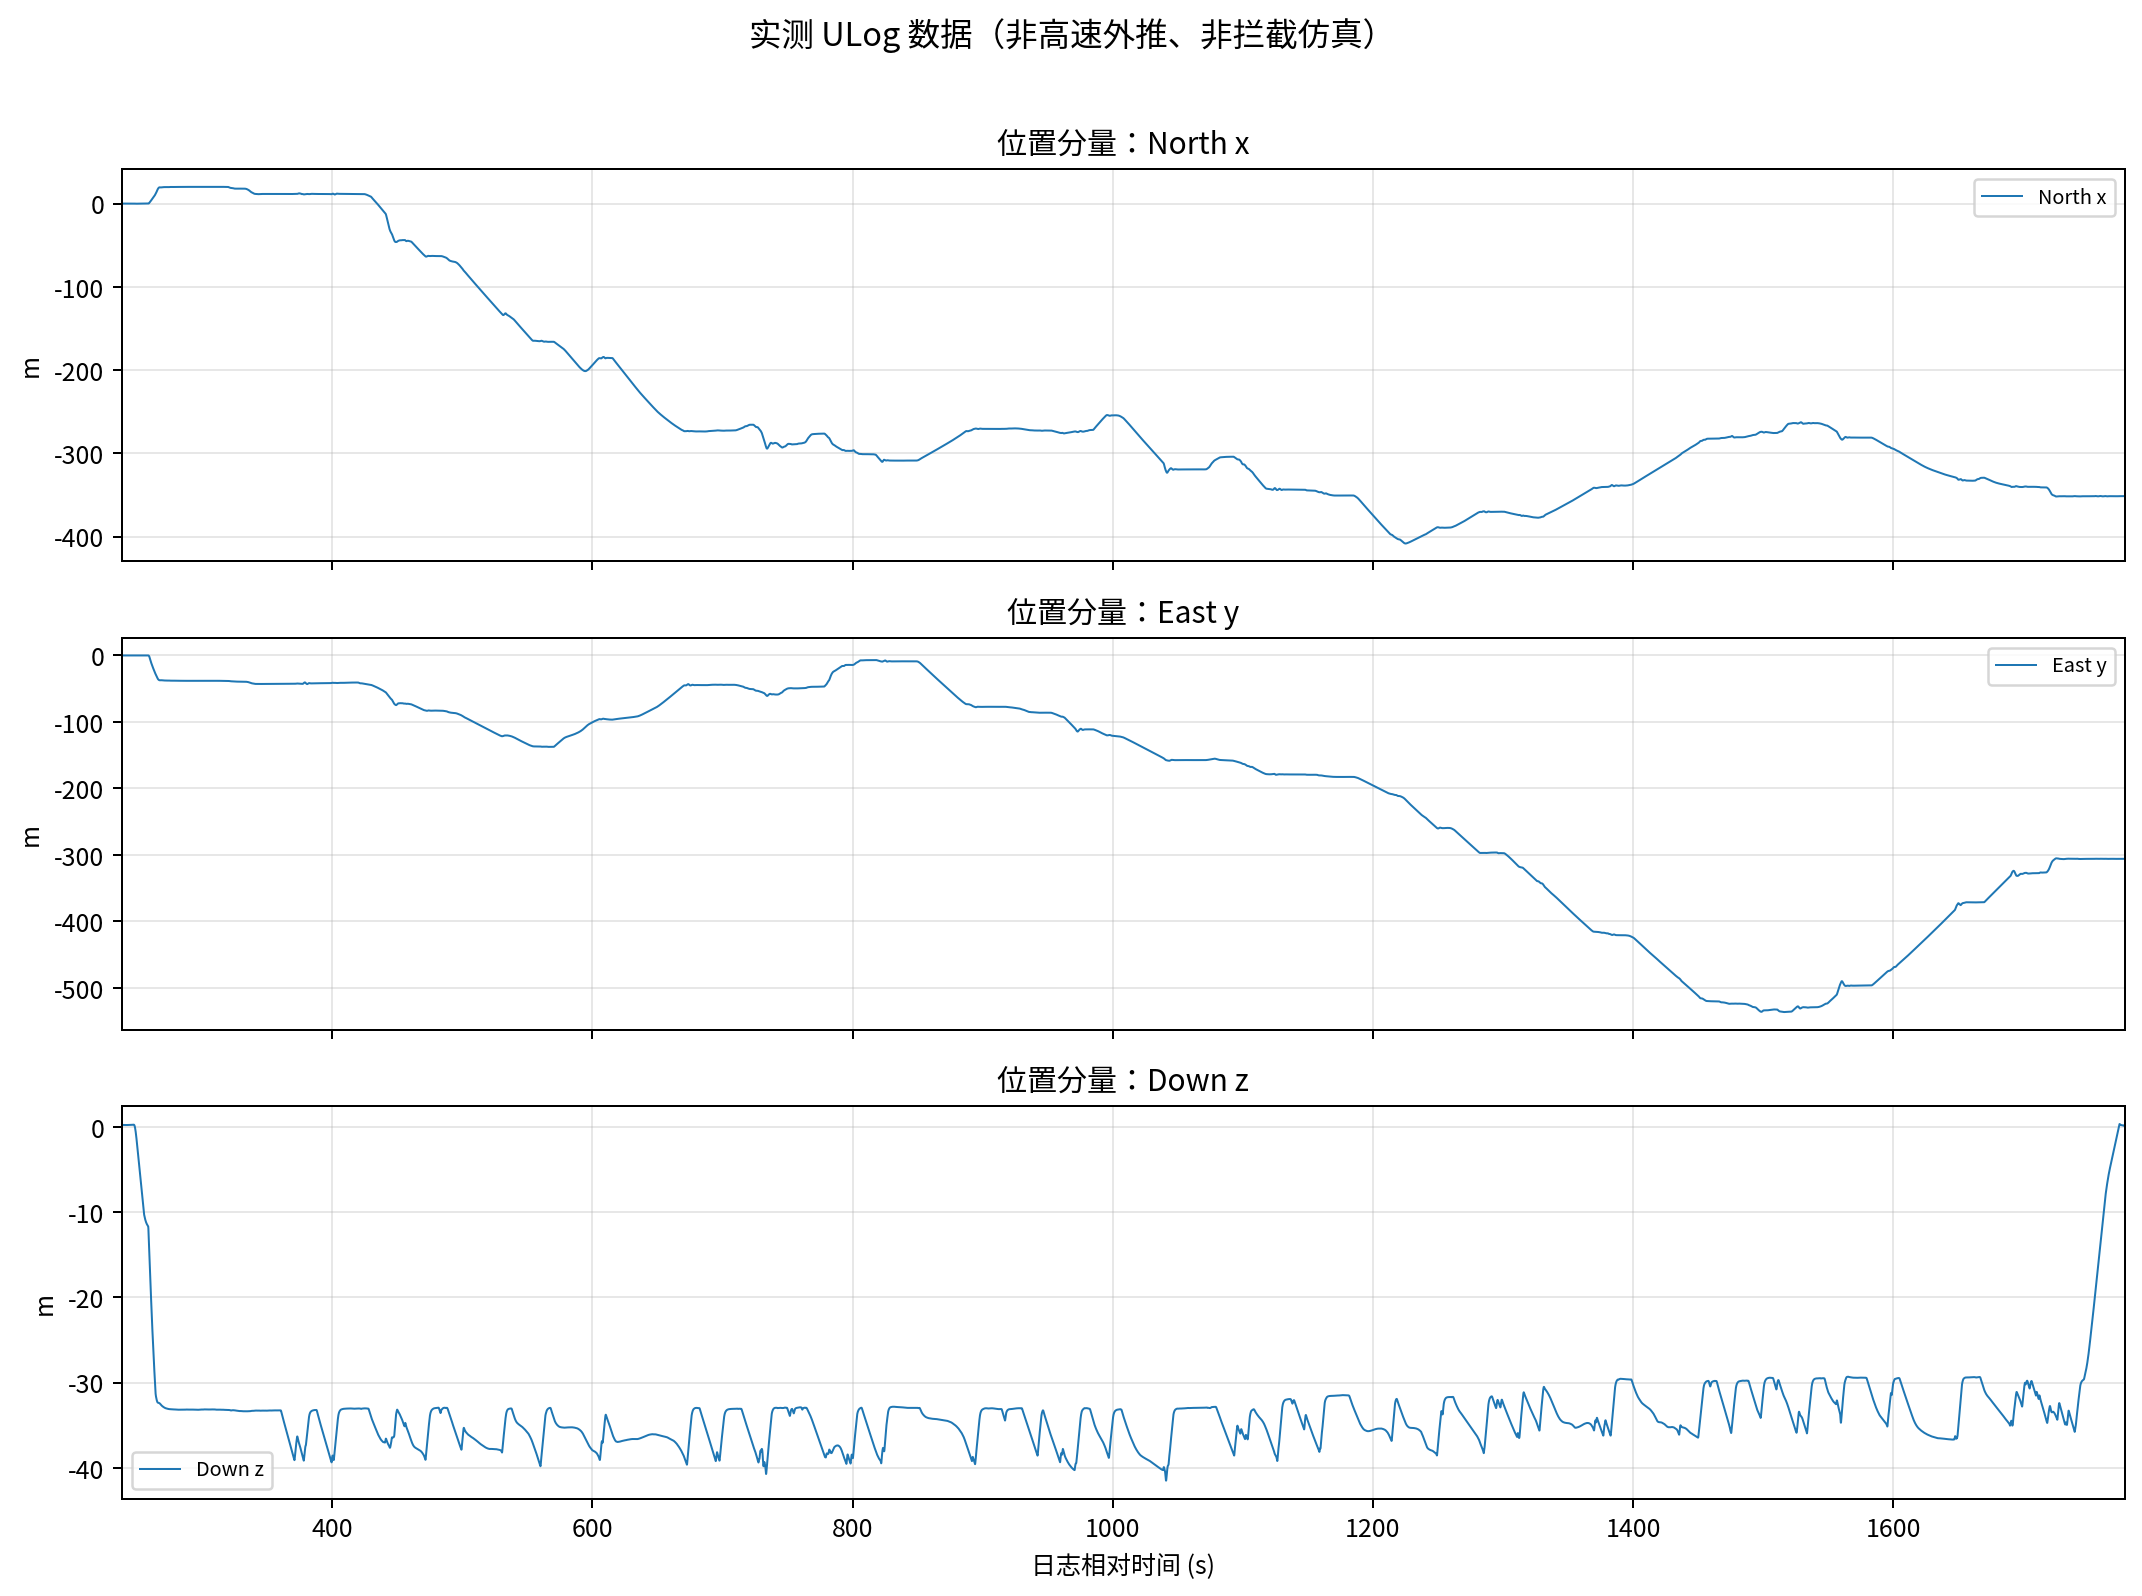 实测 ULog 数据（非高速外推、非拦截仿真）
位置分量：North x
North x
0
-100
-200
-300
-400
m
位置分量：East y
East y
0
-100
-200
-300
-400
-500
m
位置分量：Down z
Down z
0
-10
-20
-30
-40
m
400 600 800 1000 1200 1400 1600
日志相对时间 (s)